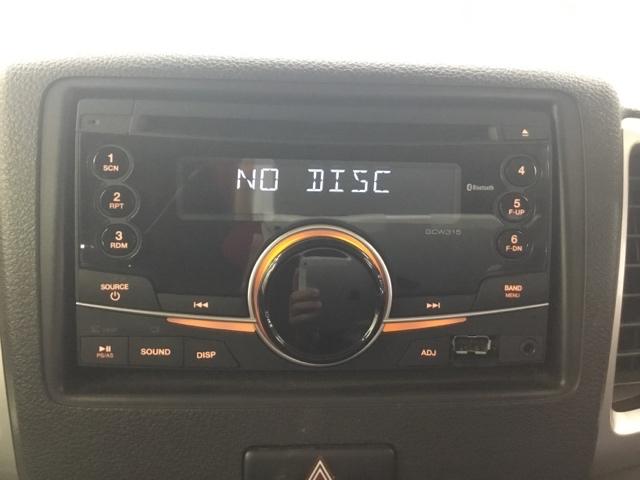 1
SCN
2
RPT
3
RDM
NO DISC
Bluetooth
GCW315
4
5
F-UP
6
F-DN
SOURCE
BAND
MENU
PS/AS
SOUND
DISP
ADJ